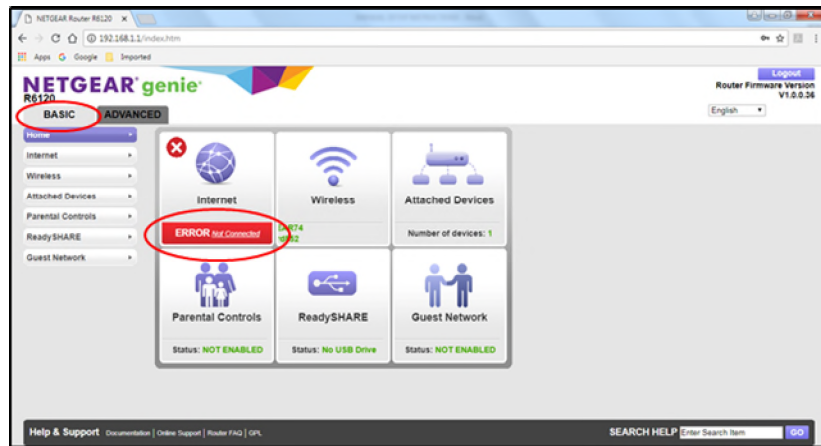 NETGEAR Router R6120
192.168.1.1/index.htm
Apps G Google Imported
NETGEAR® genie®
R6120
Logout
Router Firmware Version
V1.0.0.36
English
BASIC ADVANCED
Home
Internet
Wireless
Attached Devices
Parental Controls
ReadySHARE
Guest Network
Internet
ERROR Not Connected
Wireless
Attached Devices
Number of devices: 1
Parental Controls
Status: NOT ENABLED
ReadySHARE
Status: No USB Drive
Guest Network
Status: NOT ENABLED
Help & Support Documentation | Online Support | Router FAQ | GPL
SEARCH HELP Enter Search Item GO